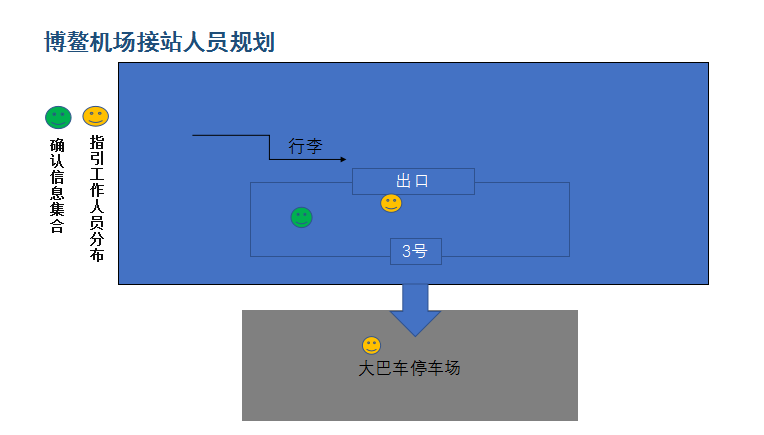 博鳌机场接站人员规划
确认信息集合
指引工作人员分布
行李
出口
3号
大巴车停车场